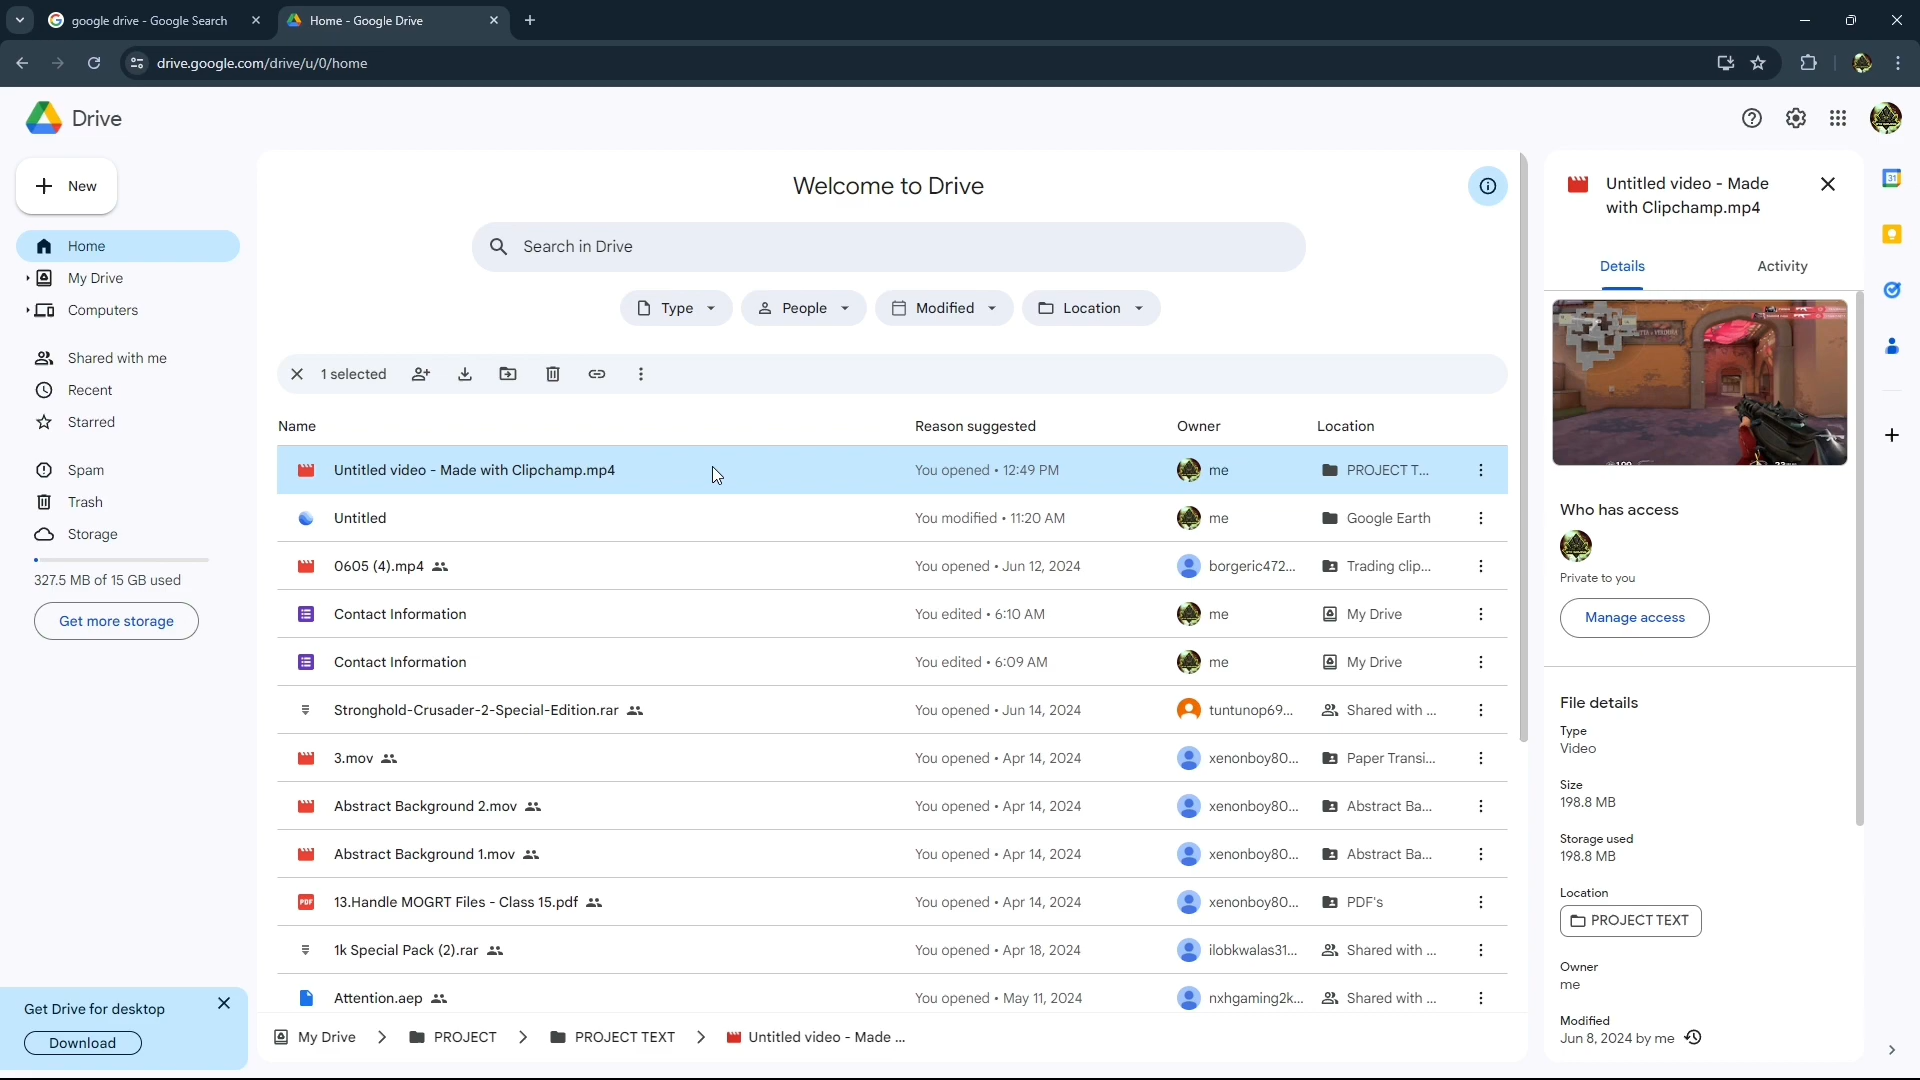 google drive - Google Search
Home - Google Drive
drive.google.com/drive/u/0/home
Drive
New
Home
My Drive
Computers
Shared with me
Recent
Starred
Spam
Trash
Storage
327.5 MB of 15 GB used
Get more storage
Get Drive for desktop
Download
Welcome to Drive
Search in Drive
Type
People
Modified
Location
1 selected
Name Reason suggested Owner Location
Untitled video - Made with Clipchamp.mp4 You opened • 12:49 PM me PROJECT T...
Untitled You modified • 11:20 AM me Google Earth
0605 (4).mp4 You opened • Jun 12, 2024 borgeric472... Trading clip...
Contact Information You edited • 6:10 AM me My Drive
Contact Information You edited • 6:09 AM me My Drive
Stronghold-Crusader-2-Special-Edition.rar You opened • Jun 14, 2024 tuntunop69... Shared with ...
3.mov You opened • Apr 14, 2024 xenonboy80... Paper Transi...
Abstract Background 2.mov You opened • Apr 14, 2024 xenonboy80... Abstract Ba...
Abstract Background 1.mov You opened • Apr 14, 2024 xenonboy80... Abstract Ba...
PDF 13.Handle MOGRT Files - Class 15.pdf You opened • Apr 14, 2024 xenonboy80... PDF's
1k Special Pack (2).rar You opened • Apr 18, 2024 ilobkwalas31... Shared with ...
Attention.aep You opened • May 11, 2024 nxhgaming2k... Shared with ...
My Drive PROJECT PROJECT TEXT Untitled video - Made ...
Untitled video - Made
with Clipchamp.mp4
Details Activity
Who has access
Private to you
Manage access
File details
Type
Video
Size
198.8 MB
Storage used
198.8 MB
Location
PROJECT TEXT
Owner
me
Modified
Jun 8, 2024 by me
31